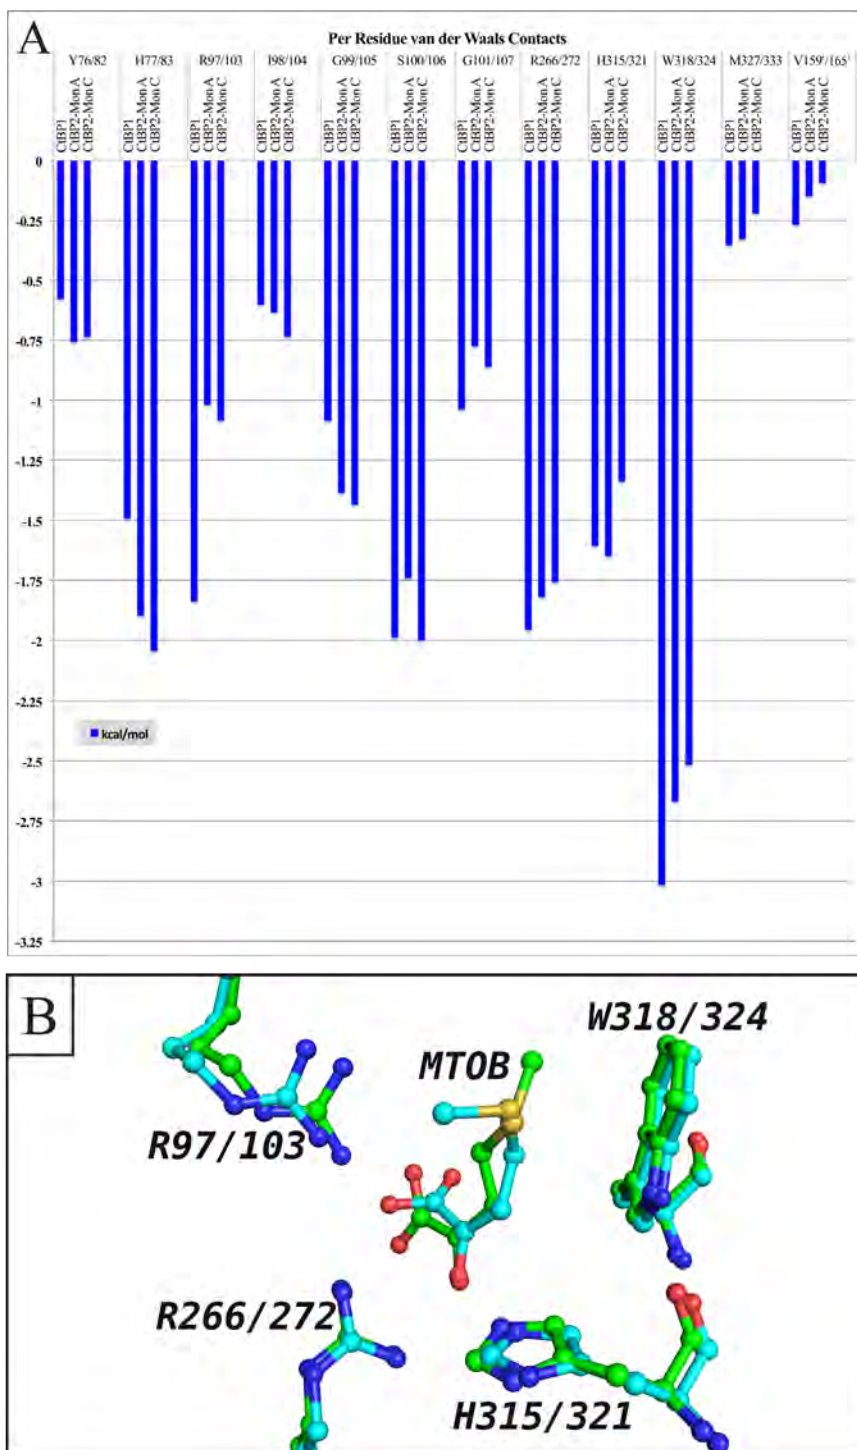 A
Per Residue van der Waals Contacts
Y76/82 H77/83 R97/103 I98/104 G99/105 S100/106 G101/107 R266/272 H315/321 W318/324 M327/333 V159'/165'
CtBP1 CtBP2-Mon A CtBP2-Mon C CtBP1 CtBP2-Mon A CtBP2-Mon C CtBP1 CtBP2-Mon A CtBP2-Mon C CtBP1 CtBP2-Mon A CtBP2-Mon C CtBP1 CtBP2-Mon A CtBP2-Mon C CtBP1 CtBP2-Mon A CtBP2-Mon C CtBP1 CtBP2-Mon A CtBP2-Mon C CtBP1 CtBP2-Mon A CtBP2-Mon C CtBP1 CtBP2-Mon A CtBP2-Mon C CtBP1 CtBP2-Mon A CtBP2-Mon C CtBP1 CtBP2-Mon A CtBP2-Mon C CtBP1 CtBP2-Mon A CtBP2-Mon C
0
-0.25
-0.5
-0.75
-1
-1.25
-1.5
-1.75
-2
-2.25
kcal/mol
-2.5
-2.75
-3
-3.25
B
W318/324
MTOB
R97/103
R266/272
H315/321